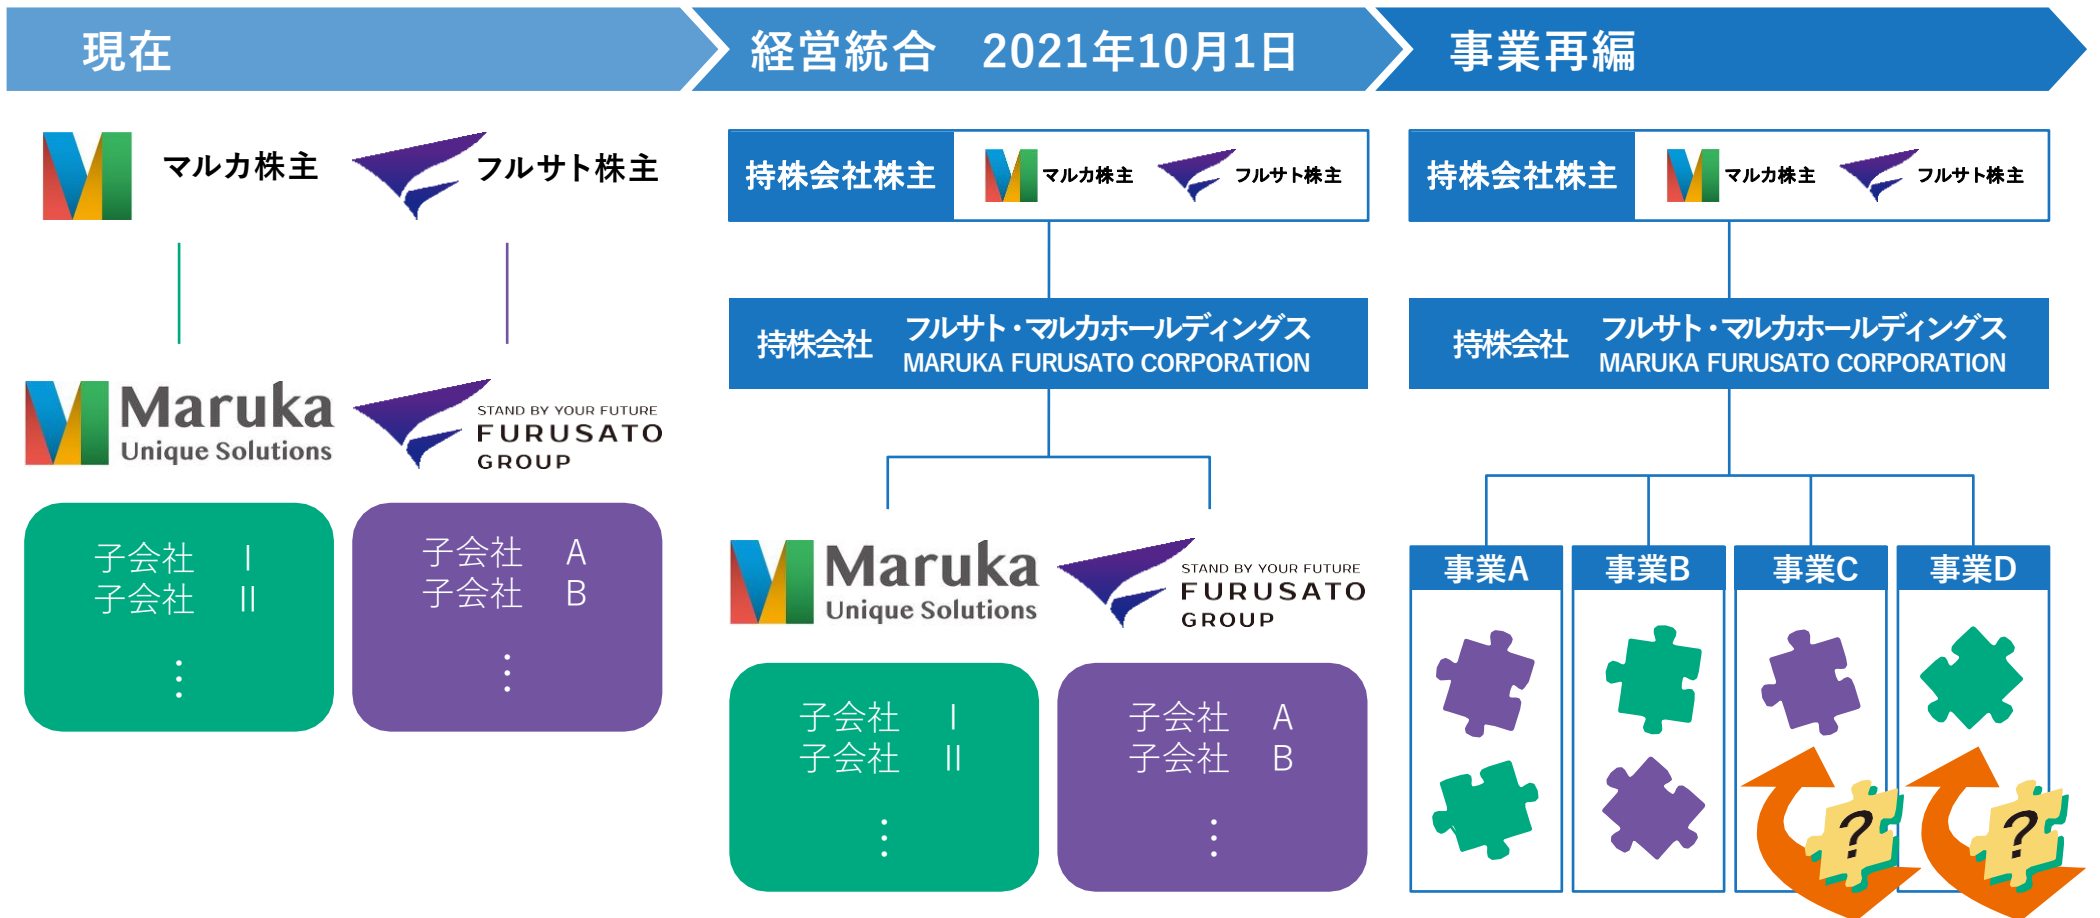 現在
経営統合　2021年10月1日
事業再編
マルカ株主
フルサト株主
Maruka
Unique Solutions
STAND BY YOUR FUTURE
FURUSATO
GROUP
子会社　I
子会社　II
⋮
子会社　A
子会社　B
⋮
持株会社株主
マルカ株主
フルサト株主
持株会社
フルサト・マルカホールディングス
MARUKA FURUSATO CORPORATION
Maruka
Unique Solutions
STAND BY YOUR FUTURE
FURUSATO
GROUP
子会社　I
子会社　II
⋮
子会社　A
子会社　B
⋮
持株会社株主
マルカ株主
フルサト株主
持株会社
フルサト・マルカホールディングス
MARUKA FURUSATO CORPORATION
事業A
事業B
事業C
事業D
?
?